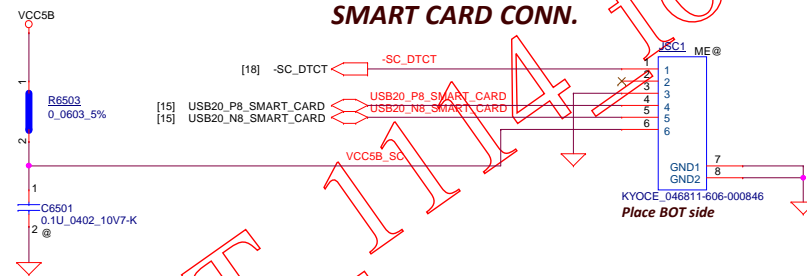 SMART CARD CONN.
VCC5B
JSC1 ME@
[18] -SC_DTCT
-SC_DTCT
1 1
2 2
3 3
4 4
5 5
6 6
USB20_P8_SMART_CARD
[15] USB20_P8_SMART_CARD
USB20_N8_SMART_CARD
[15] USB20_N8_SMART_CARD
1
R6503
0_0603_5%
2
VCC5B_SC
GND1 7
GND2 8
1
C6501
0.1U_0402_10V7-K
2 @
KYOCE_046811-606-000846
Place BOT side